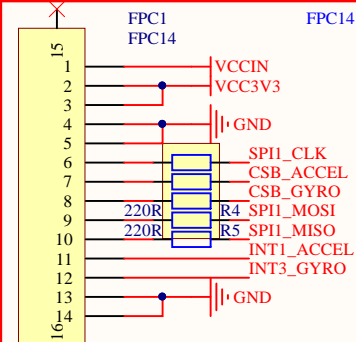 FPC1 FPC14
FPC14
15
1 VCCIN
2 VCC3V3
3
4 GND
5
6 SPI1_CLK
7 CSB_ACCEL
8 CSB_GYRO
9 220R R4 SPI1_MOSI
10 220R R5 SPI1_MISO
11 INT1_ACCEL
12 INT3_GYRO
13 GND
14
16